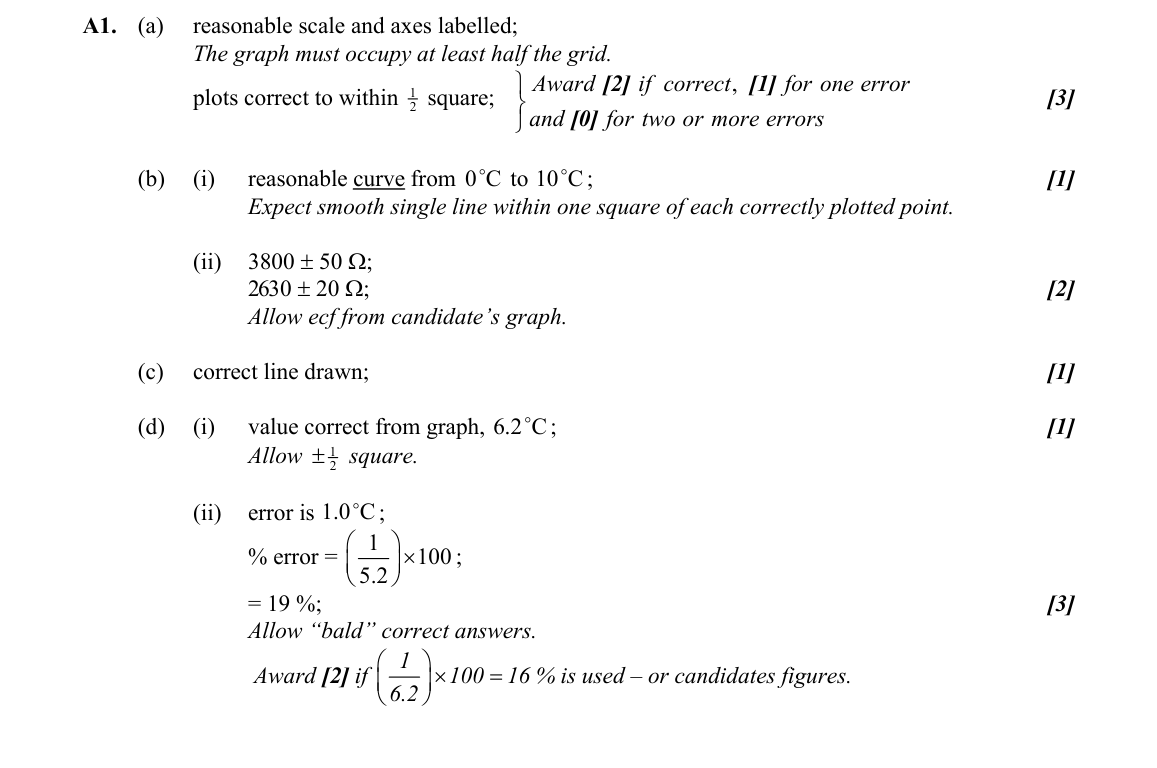 A1. (a) reasonable scale and axes labelled;
The graph must occupy at least half the grid.
plots correct to within 1/2 square; } Award [2] if correct, [1] for one error
and [0] for two or more errors [3]
(b) (i) reasonable curve from 0°C to 10°C; [1]
Expect smooth single line within one square of each correctly plotted point.
(ii) 3800 ± 50 Ω;
2630 ± 20 Ω; [2]
Allow ecf from candidate's graph.
(c) correct line drawn; [1]
(d) (i) value correct from graph, 6.2°C; [1]
Allow ±1/2 square.
(ii) error is 1.0°C;
% error = (1/5.2)×100;
= 19 %; [3]
Allow “bald” correct answers.
Award [2] if (1/6.2)×100 = 16 % is used – or candidates figures.